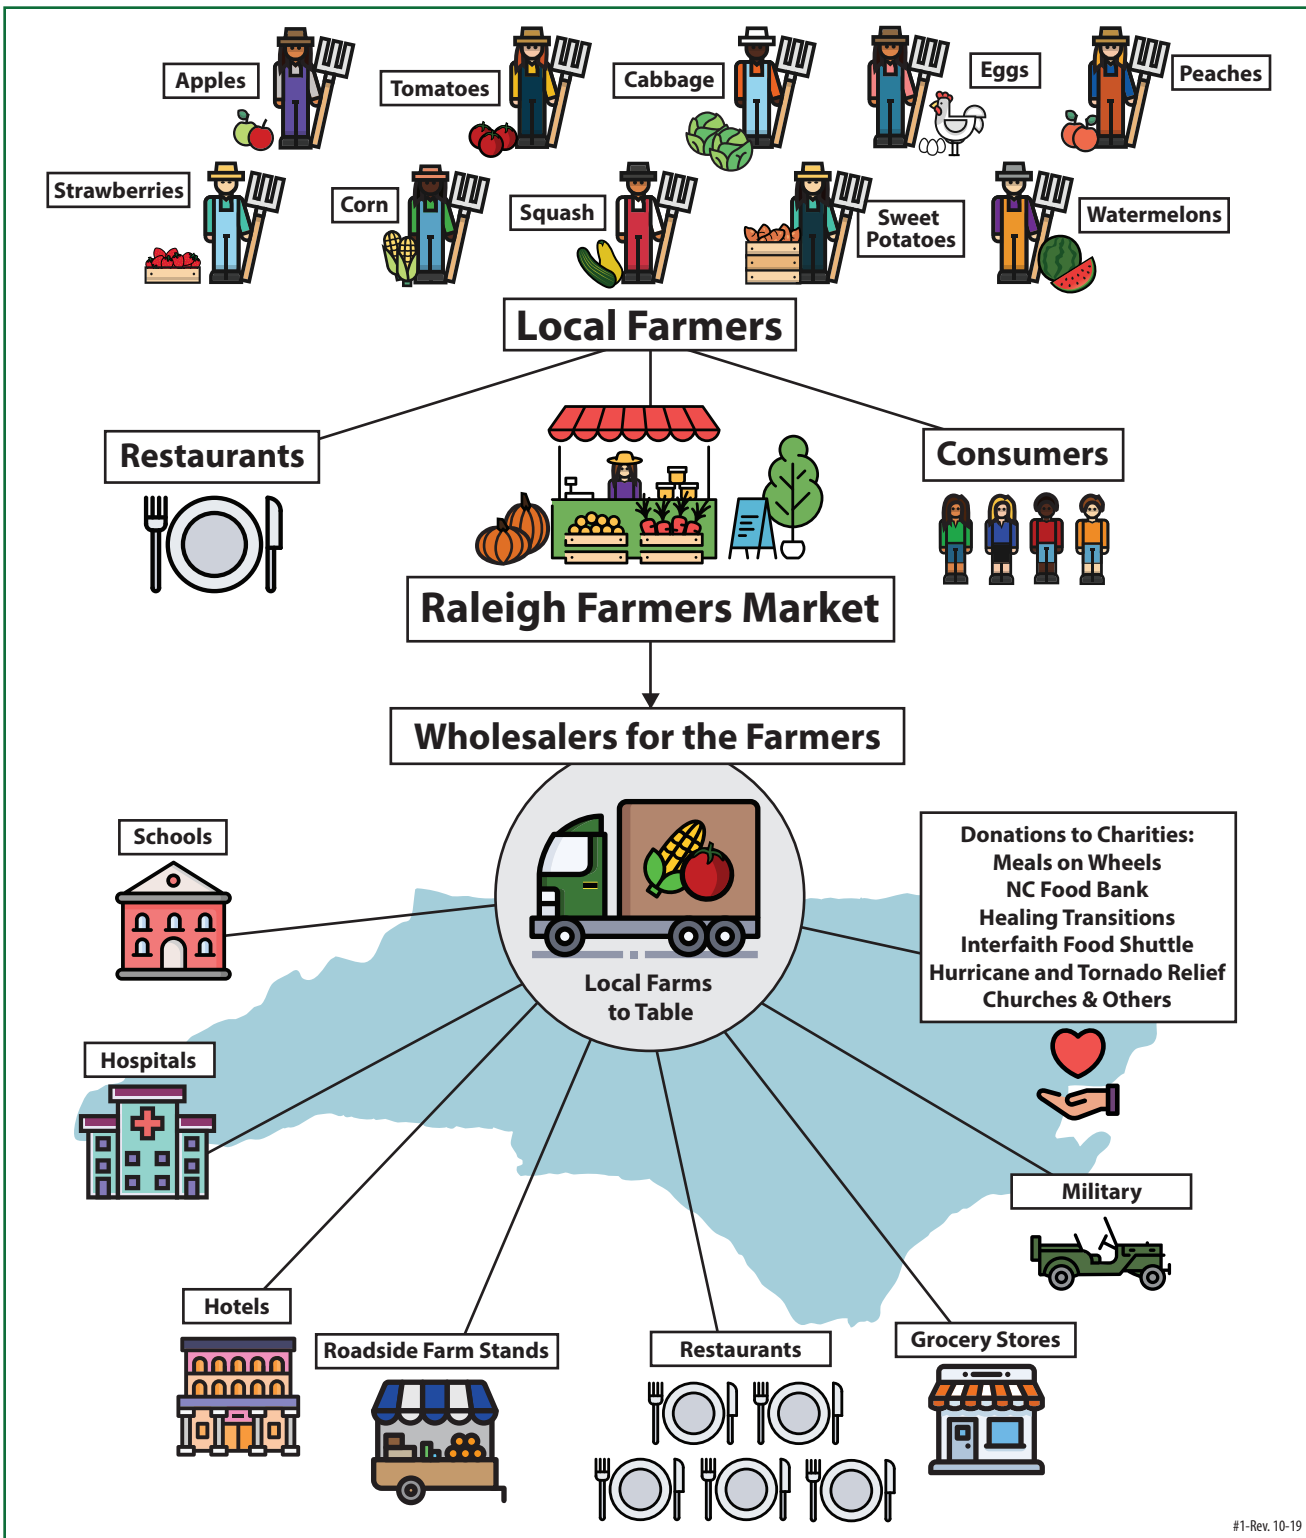 Apples
Tomatoes
Cabbage
Eggs
Peaches
Strawberries
Corn
Squash
Sweet
Potatoes
Watermelons
Local Farmers
Restaurants
Consumers
Raleigh Farmers Market
Wholesalers for the Farmers
Local Farms
to Table
Schools
Donations to Charities:
Meals on Wheels
NC Food Bank
Healing Transitions
Interfaith Food Shuttle
Hurricane and Tornado Relief
Churches & Others
Hospitals
Military
Hotels
Roadside Farm Stands
Restaurants
Grocery Stores
#1-Rev. 10-19